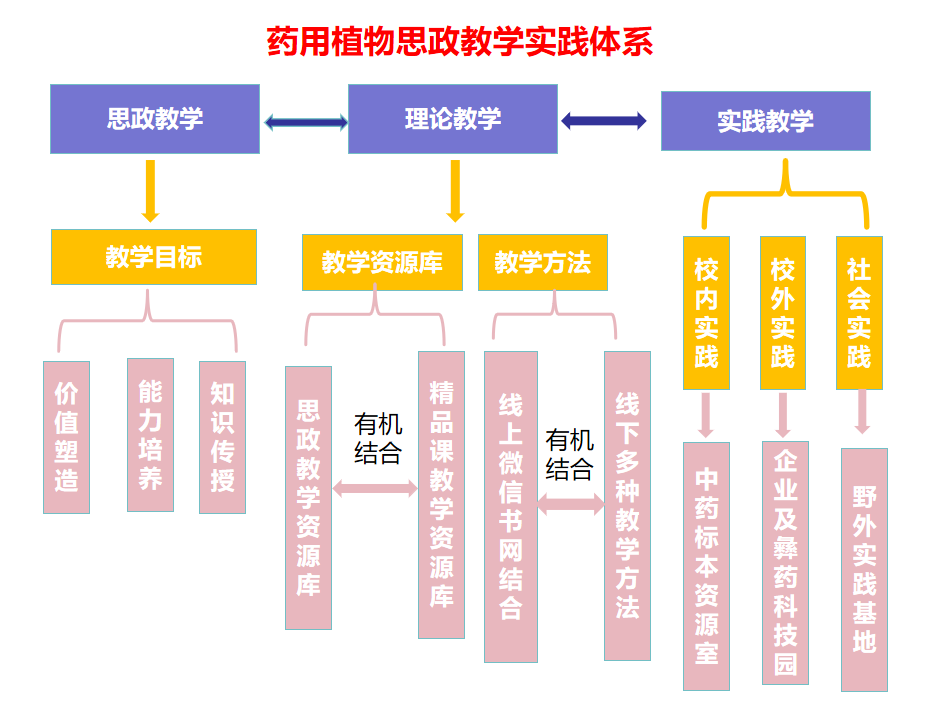 药用植物思政教学实践体系
思政教学
理论教学
实践教学
教学目标
教学资源库
教学方法
校内实践
校外实践
社会实践
价值塑造
能力培养
知识传授
思政教学资源库
有机
结合
精品课教学资源库
线上微信书网结合
有机
结合
线下多种教学方法
中药标本资源室
企业及彝药科技园
野外实践基地